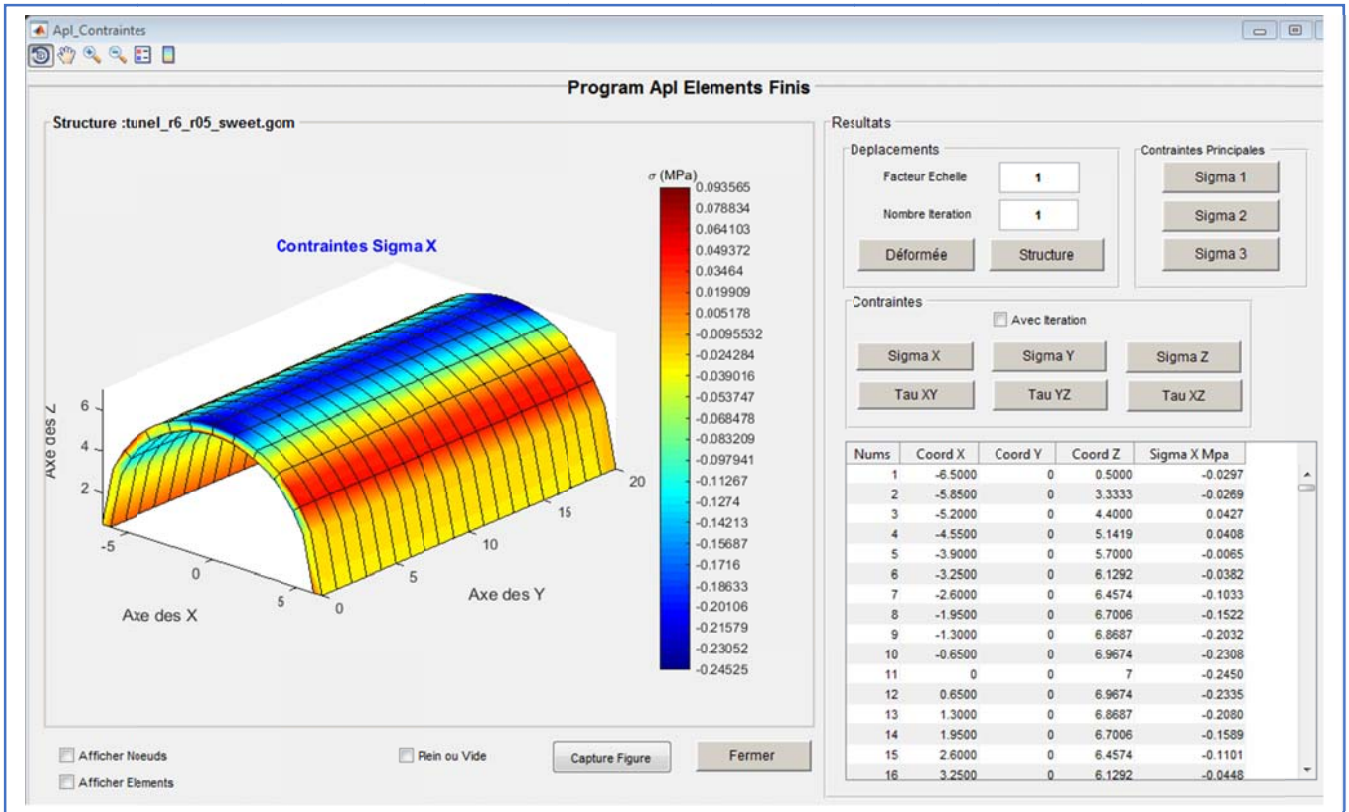 Apl_Contraintes
Program Apl Elements Finis
Structure :tunel_r6_r05_sweet.gom
σ (MPa)
Contraintes Sigma X
0.093565
0.078834
0.064103
0.049372
0.03464
0.019909
0.005178
-0.0095532
-0.024284
-0.039016
-0.053747
-0.068478
-0.083209
-0.097941
-0.11267
-0.1274
-0.14213
-0.15687
-0.1716
-0.18633
-0.20106
-0.21579
-0.23052
-0.24525
Axe des Z
6
4
2
-5
0
5
Axe des X
0
5
10
15
20
Axe des Y
Afficher Noeuds
Afficher Elements
Rein ou Vide
Capture Figure
Fermer
Resultats
Deplacements
Facteur Echelle 1
Nombre Iteration 1
Déformée Structure
Contraintes Principales
Sigma 1
Sigma 2
Sigma 3
Contraintes
Avec Iteration
Sigma X Sigma Y Sigma Z
Tau XY Tau YZ Tau XZ
Nums Coord X Coord Y Coord Z Sigma X Mpa
1 -6.5000 0 0.5000 -0.0297
2 -5.8500 0 3.3333 -0.0269
3 -5.2000 0 4.4000 0.0427
4 -4.5500 0 5.1419 0.0408
5 -3.9000 0 5.7000 -0.0065
6 -3.2500 0 6.1292 -0.0382
7 -2.6000 0 6.4574 -0.1033
8 -1.9500 0 6.7006 -0.1522
9 -1.3000 0 6.8687 -0.2032
10 -0.6500 0 6.9674 -0.2308
11 0 0 7 -0.2450
12 0.6500 0 6.9674 -0.2335
13 1.3000 0 6.8687 -0.2080
14 1.9500 0 6.7006 -0.1589
15 2.6000 0 6.4574 -0.1101
16 3.2500 0 6.1292 -0.0448